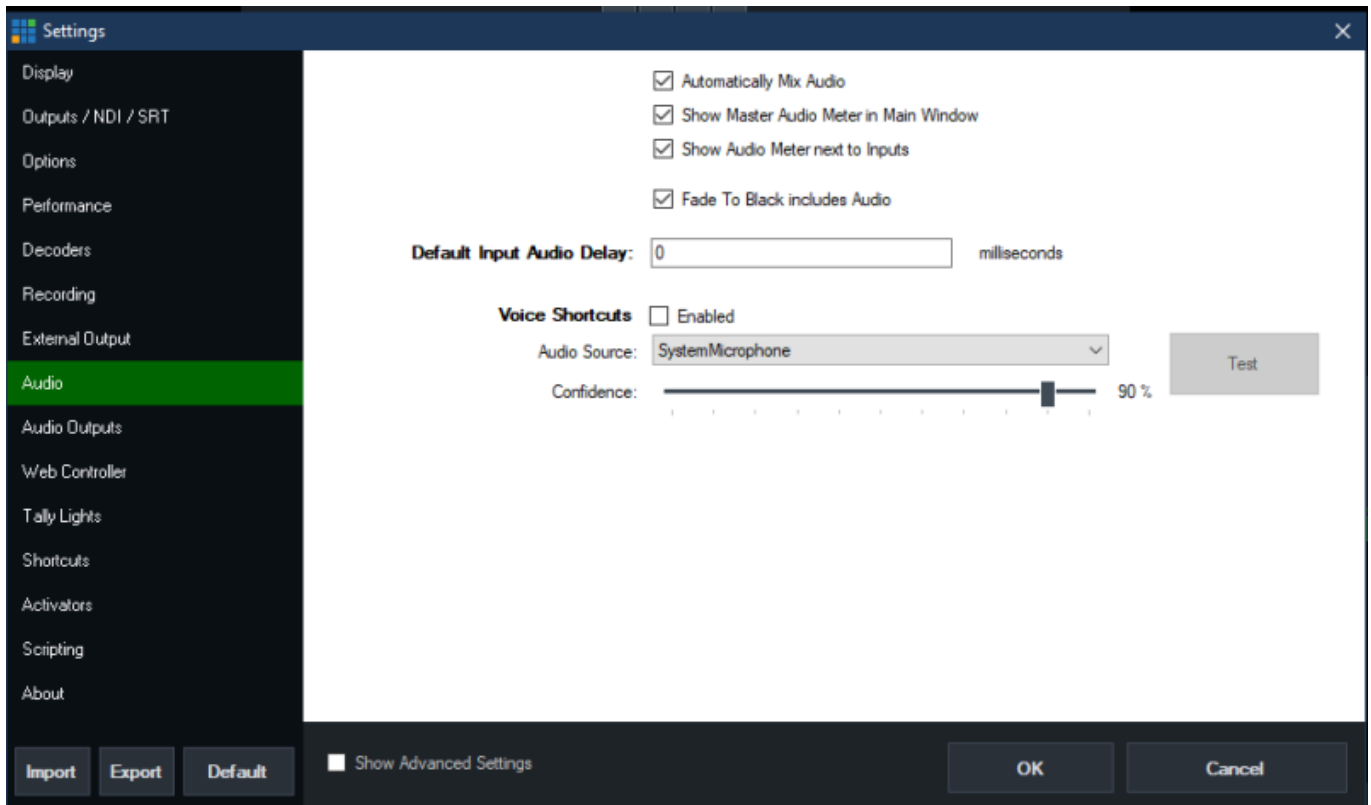 Settings
Display
Outputs / NDI / SRT
Options
Performance
Decoders
Recording
External Output
Audio
Audio Outputs
Web Controller
Tally Lights
Shortcuts
Activators
Scripting
About
Import Export Default
Automatically Mix Audio
Show Master Audio Meter in Main Window
Show Audio Meter next to Inputs
Fade To Black includes Audio
Default Input Audio Delay: 0 milliseconds
Voice Shortcuts Enabled
Audio Source: SystemMicrophone Test
Confidence: 90 %
Show Advanced Settings OK Cancel